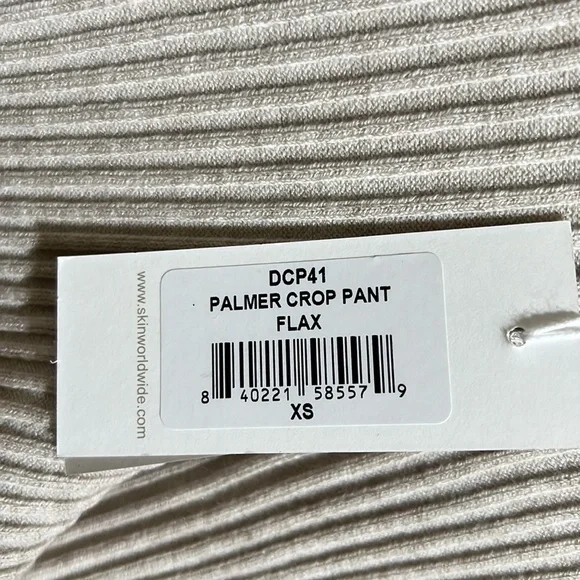 DCP41
PALMER CROP PANT
FLAX
8 40221 58557 9
XS
www.skinworldwide.com